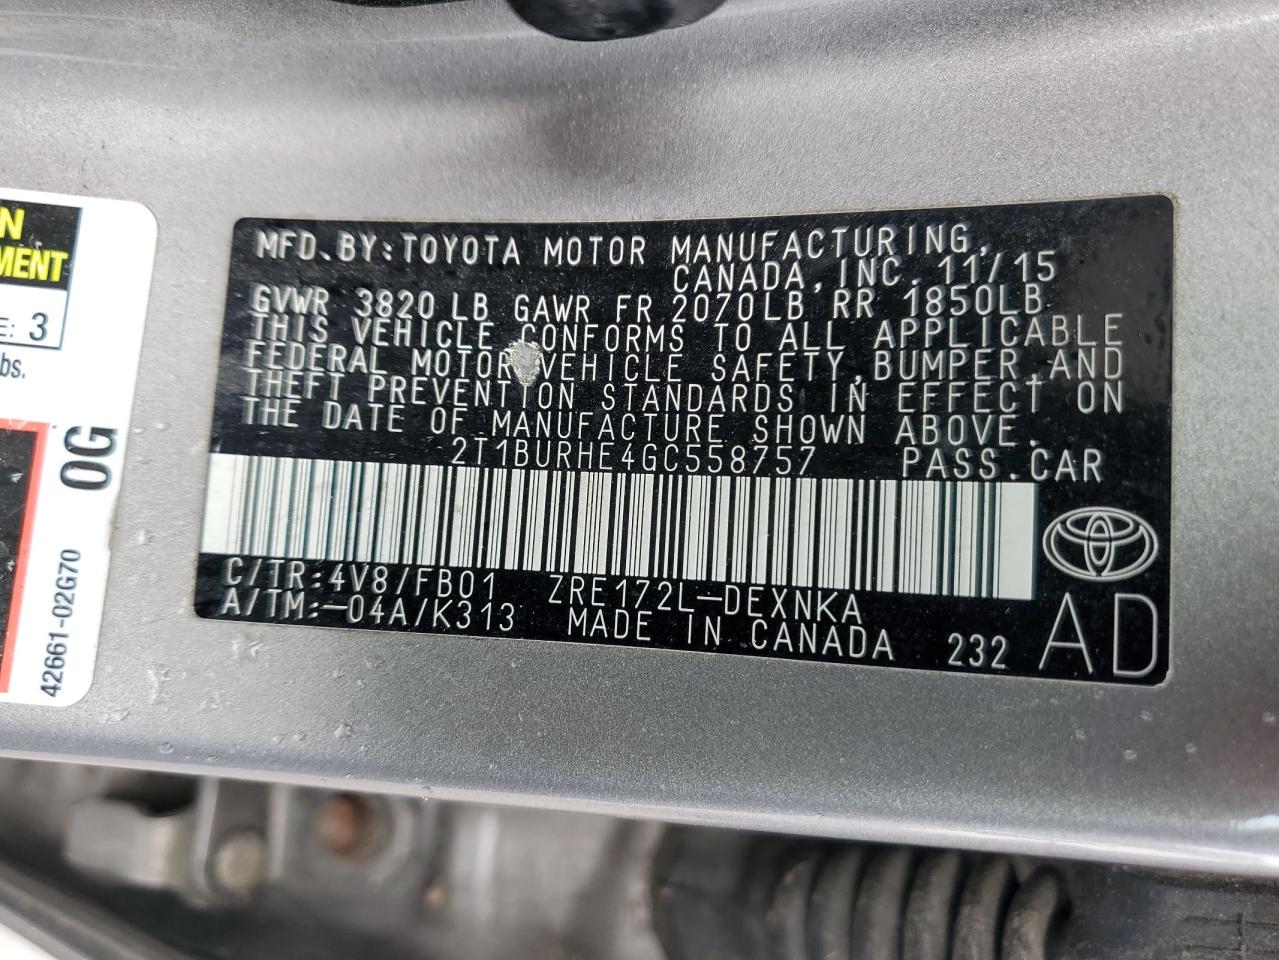 N
MENT
E: 3
bs.
0G
42661-02G70
MFD.BY:TOYOTA MOTOR MANUFACTURING,
CANADA,INC. 11/15
GVWR 3820LB GAWR FR 2070LB RR 1850LB
THIS VEHICLE CONFORMS TO ALL APPLICABLE
FEDERAL MOTOR VEHICLE SAFETY,BUMPER,AND
THEFT PREVENTION STANDARDS IN EFFECT ON
THE DATE OF MANUFACTURE SHOWN ABOVE.
2T1BURHE4GC558757 PASS.CAR
C/TR:4V8/FB01 ZRE172L-DEXNKA
A/TM:-04A/K313 MADE IN CANADA 232
AD